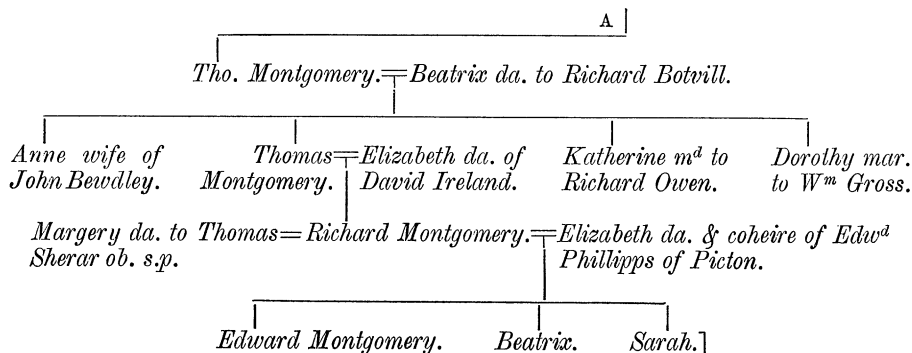 A
Tho. Montgomery.=Beatrix da. to Richard Botvill.
Anne wife of John Bewdley.
Thomas Montgomery.=Elizabeth da. of David Ireland.
Katherine mᵈ to Richard Owen.
Dorothy mar. to Wᵐ Gross.
Margery da. to Thomas Sherar ob. s.p.=Richard Montgomery.=Elizabeth da. & coheire of Edwᵈ Phillipps of Picton.
Edward Montgomery. Beatrix. Sarah.]